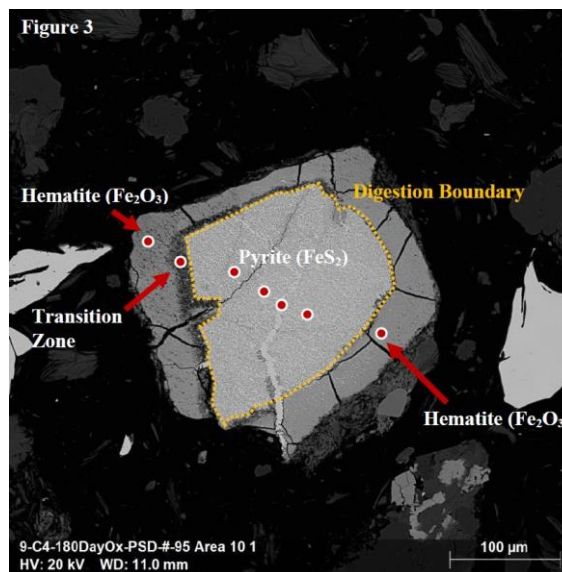 Figure 3
Hematite (Fe₂O₃)
Digestion Boundary
Pyrite (FeS₂)
Transition
Zone
Hematite (Fe₂O₃
9-C4-180DayOx-PSD-#-95 Area 10 1
HV: 20 kV WD: 11.0 mm
100 µm